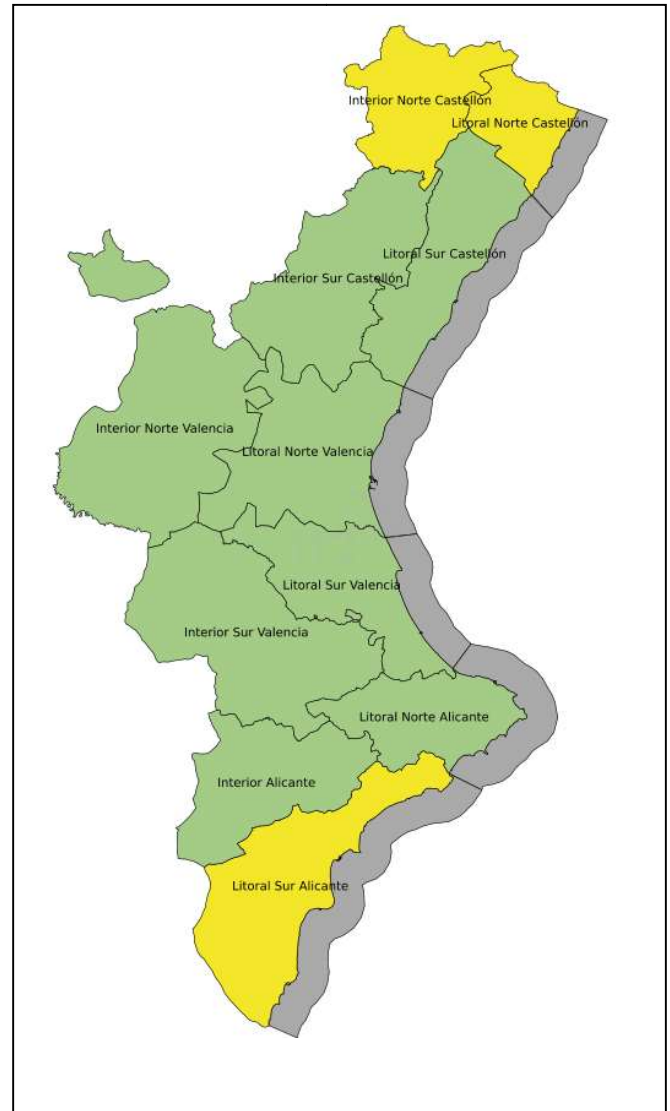 Interior Norte Castellón
Litoral Norte Castellón
Litoral Sur Castellón
Interior Sur Castellón
Interior Norte Valencia
Litoral Norte Valencia
Litoral Sur Valencia
Interior Sur Valencia
Litoral Norte Alicante
Interior Alicante
Litoral Sur Alicante